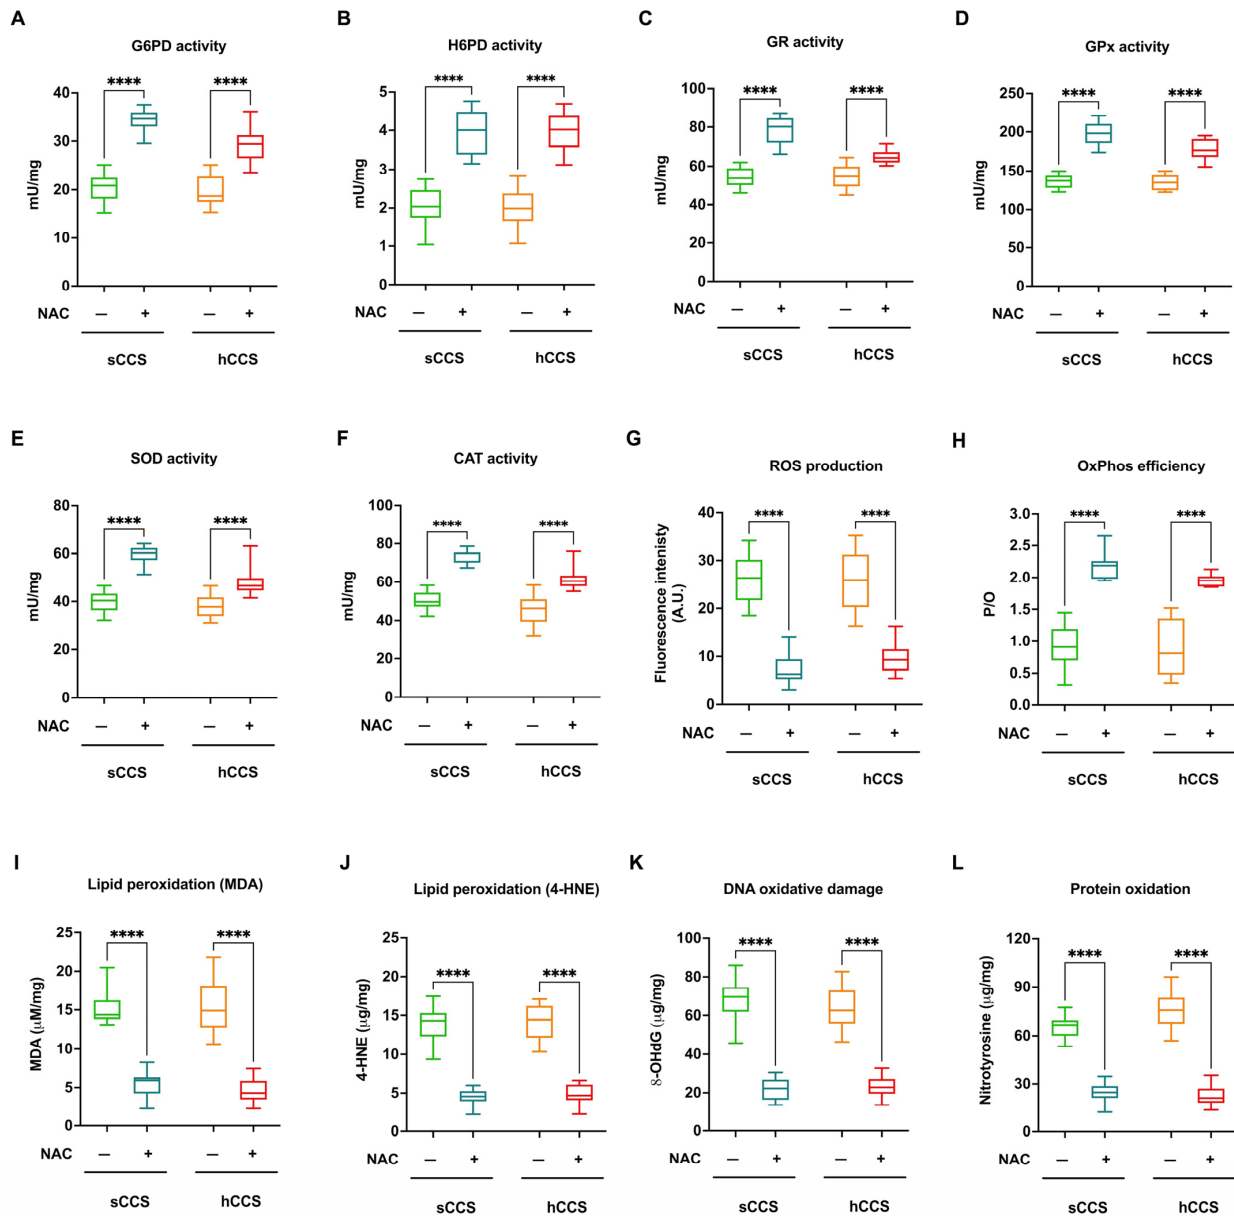 A
G6PD activity
****
****
mU/mg
40
30
20
10
0
NAC — + — +
sCCS hCCS
B
H6PD activity
****
****
mU/mg
5
4
3
2
1
0
NAC — + — +
sCCS hCCS
C
GR activity
****
****
mU/mg
100
80
60
40
20
0
NAC — + — +
sCCS hCCS
D
GPx activity
****
****
mU/mg
250
200
150
100
50
0
NAC — + — +
sCCS hCCS
E
SOD activity
****
****
mU/mg
80
60
40
20
0
NAC — + — +
sCCS hCCS
F
CAT activity
****
****
mU/mg
100
80
60
40
20
0
NAC — + — +
sCCS hCCS
G
ROS production
****
****
Fluorescence intenisty
(A.U.)
40
30
20
10
0
NAC — + — +
sCCS hCCS
H
OxPhos efficiency
****
****
P/O
3.0
2.5
2.0
1.5
1.0
0.5
0.0
NAC — + — +
sCCS hCCS
I
Lipid peroxidation (MDA)
****
****
MDA (μM/mg)
25
20
15
10
5
0
NAC — + — +
sCCS hCCS
J
Lipid peroxidation (4-HNE)
****
****
4-HNE (μg/mg)
25
20
15
10
5
0
NAC — + — +
sCCS hCCS
K
DNA oxidative damage
****
****
8-OHdG (μg/mg)
100
80
60
40
20
0
NAC — + — +
sCCS hCCS
L
Protein oxidation
****
****
Nitrotyrosine (μg/mg)
120
90
60
30
0
NAC — + — +
sCCS hCCS